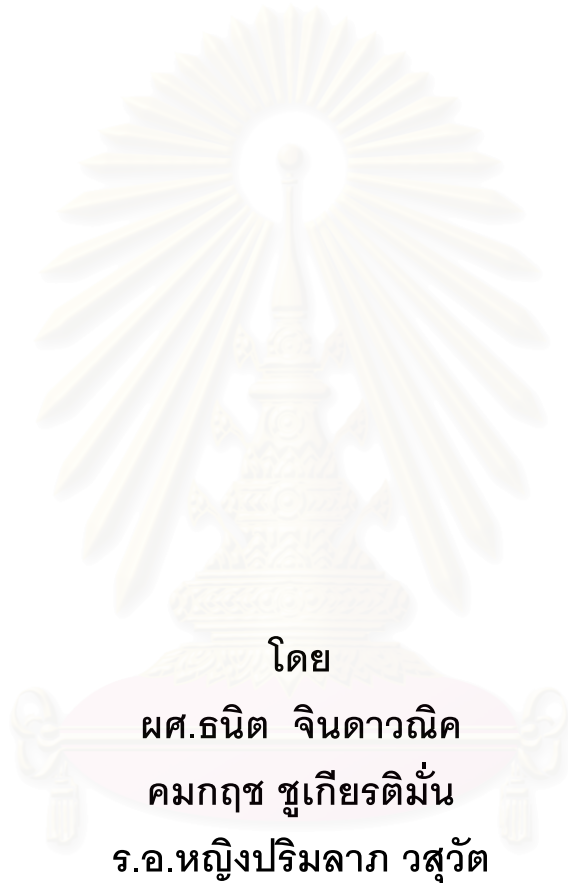 โดย
ผศ.ธนิต จินดาวณิค
คมกฤช ชูเกียรติมั่น
ร.อ.หญิงปริมลาภ วสุวัต